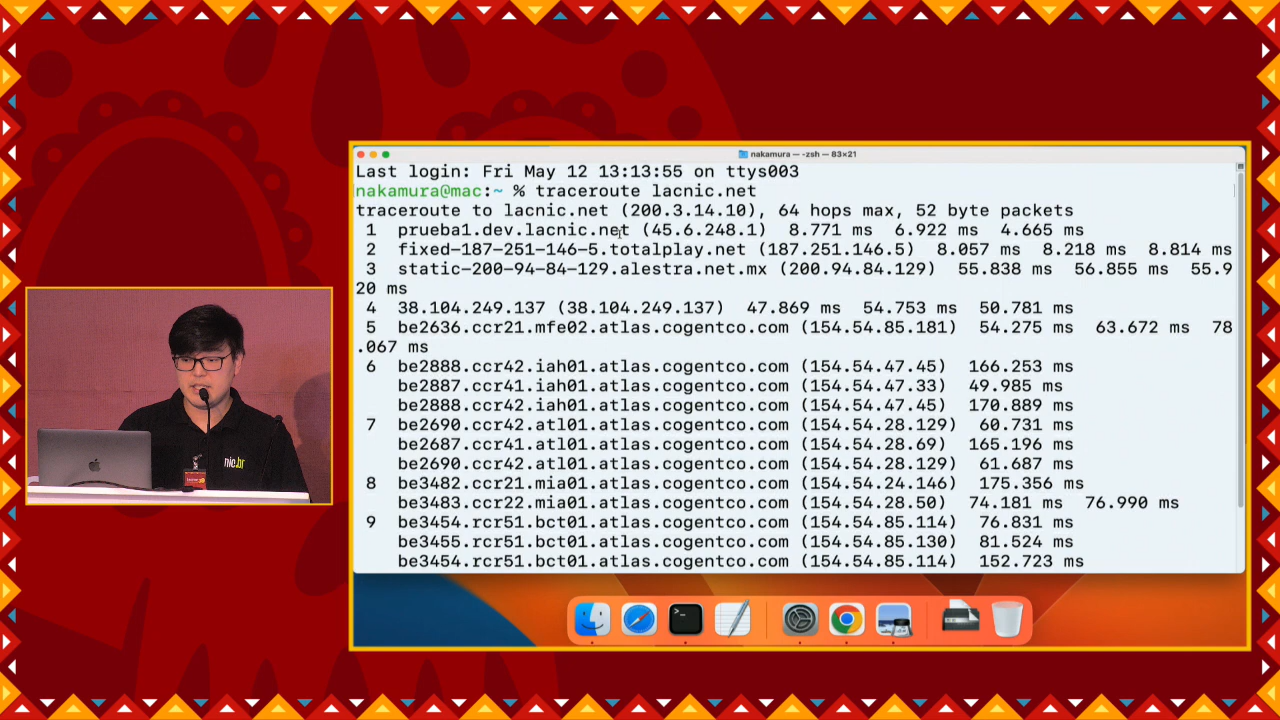 nakamura — -zsh — 83×21
Last login: Fri May 12 13:13:55 on ttys003
nakamura@mac:~ % traceroute lacnic.net
traceroute to lacnic.net (200.3.14.10), 64 hops max, 52 byte packets
1 prueba1.dev.lacnic.net (45.6.248.1) 8.771 ms 6.922 ms 4.665 ms
2 fixed-187-251-146-5.totalplay.net (187.251.146.5) 8.057 ms 8.218 ms 8.814 ms
3 static-200-94-84-129.alestra.net.mx (200.94.84.129) 55.838 ms 56.855 ms 55.9
20 ms
4 38.104.249.137 (38.104.249.137) 47.869 ms 54.753 ms 50.781 ms
5 be2636.ccr21.mfe02.atlas.cogentco.com (154.54.85.181) 54.275 ms 63.672 ms 78
.067 ms
6 be2888.ccr42.iah01.atlas.cogentco.com (154.54.47.45) 166.253 ms
be2887.ccr41.iah01.atlas.cogentco.com (154.54.47.33) 49.985 ms
be2888.ccr42.iah01.atlas.cogentco.com (154.54.47.45) 170.889 ms
7 be2690.ccr42.atl01.atlas.cogentco.com (154.54.28.129) 60.731 ms
be2687.ccr41.atl01.atlas.cogentco.com (154.54.28.69) 165.196 ms
be2690.ccr42.atl01.atlas.cogentco.com (154.54.28.129) 61.687 ms
8 be3482.ccr21.mia01.atlas.cogentco.com (154.54.24.146) 175.356 ms
be3483.ccr22.mia01.atlas.cogentco.com (154.54.28.50) 74.181 ms 76.990 ms
9 be3454.rcr51.bct01.atlas.cogentco.com (154.54.85.114) 76.831 ms
be3455.rcr51.bct01.atlas.cogentco.com (154.54.85.130) 81.524 ms
be3454.rcr51.bct01.atlas.cogentco.com (154.54.85.114) 152.723 ms
nic.br